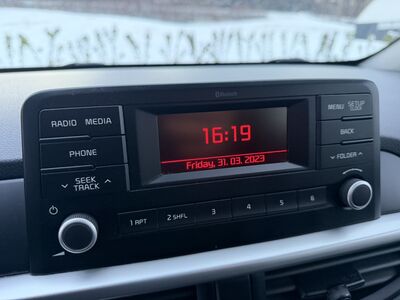 Bluetooth
RADIO MEDIA
PHONE
SEEK
TRACK
16:19
Friday, 31. 03. 2023
MENU SETUP
CLOCK
BACK
FOLDER
1 RPT 2 SHFL 3 4 5 6